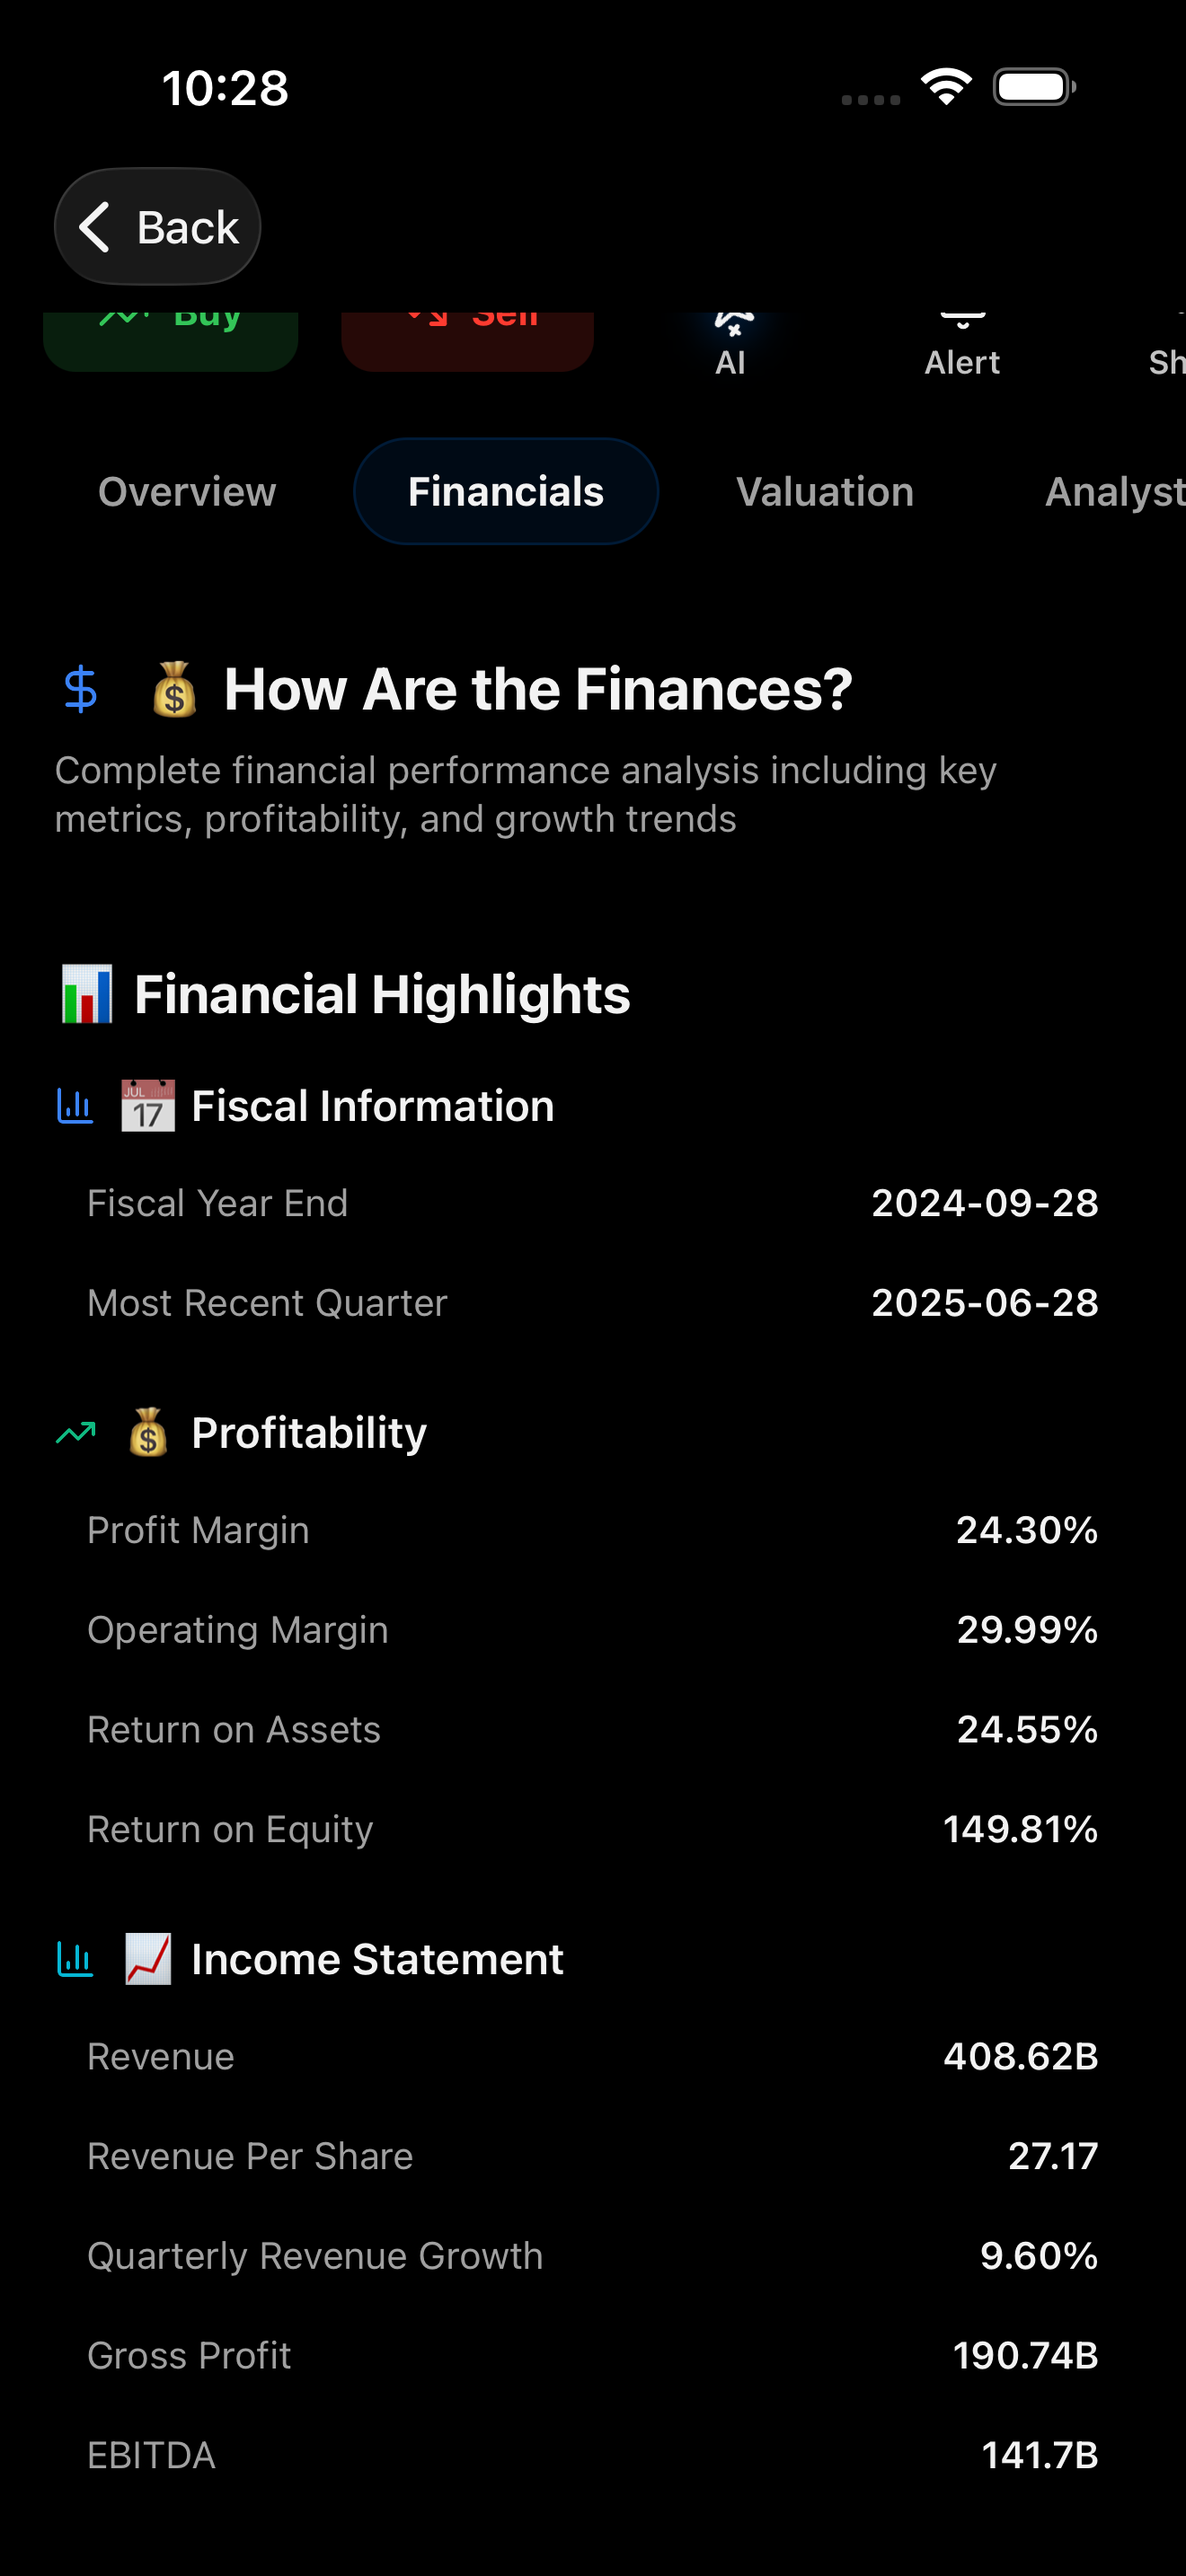 10:28
Back
Buy
Sell
AI
Alert
Sh
Overview
Financials
Valuation
Analyst
How Are the Finances?
Complete financial performance analysis including key
metrics, profitability, and growth trends
Financial Highlights
JUL
17
Fiscal Information
Fiscal Year End
2024-09-28
Most Recent Quarter
2025-06-28
Profitability
Profit Margin
24.30%
Operating Margin
29.99%
Return on Assets
24.55%
Return on Equity
149.81%
Income Statement
Revenue
408.62B
Revenue Per Share
27.17
Quarterly Revenue Growth
9.60%
Gross Profit
190.74B
EBITDA
141.7B